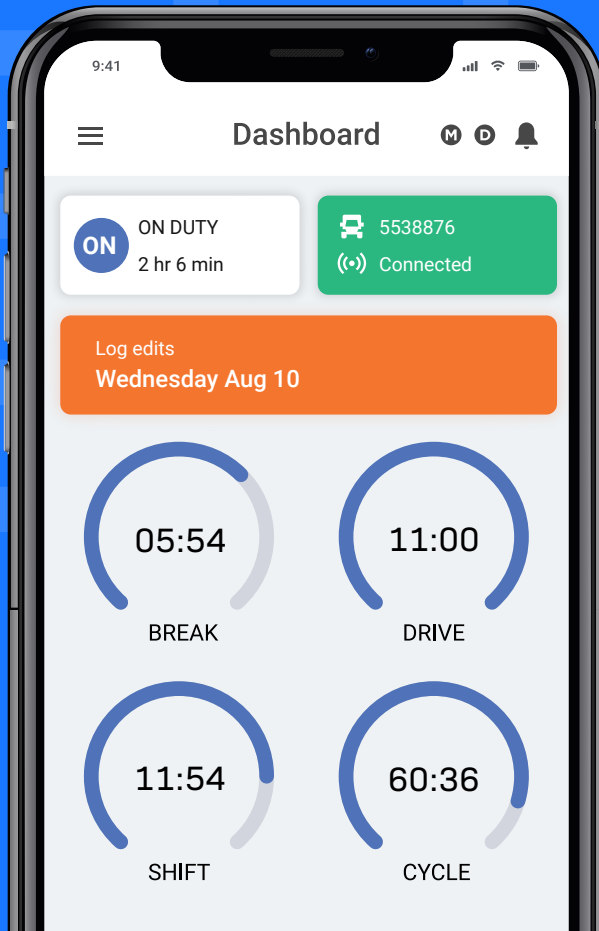 9:41
Dashboard M D
ON ON DUTY
2 hr 6 min
5538876
Connected
Log edits
Wednesday Aug 10
05:54
BREAK
11:00
DRIVE
11:54
SHIFT
60:36
CYCLE